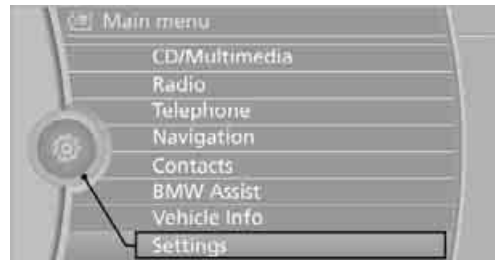 Main menu
CD/Multimedia
Radio
Telephone
Navigation
Contacts
BMW Assist
Vehicle Info
Settings